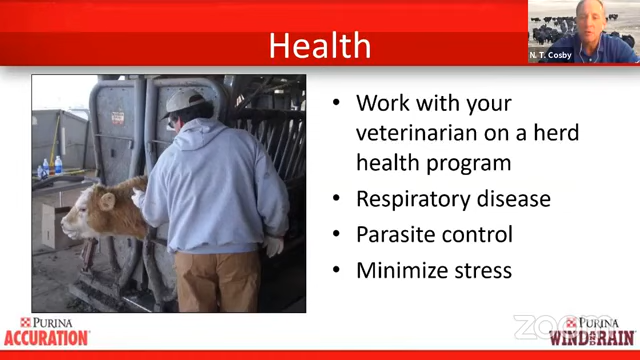 Health
N. T. Cosby
• Work with your
veterinarian on a herd
health program
• Respiratory disease
• Parasite control
• Minimize stress
PURINA
ACCURATION
zoom
PURINA
WIND AND RAIN